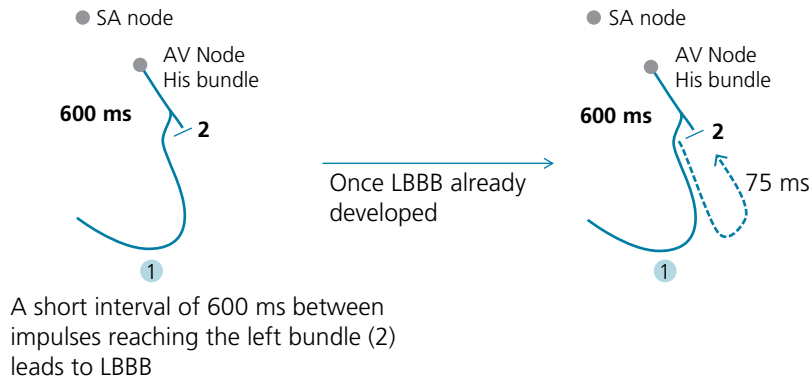 SA node
AV Node
His bundle
600 ms
2
1
A short interval of 600 ms between
impulses reaching the left bundle (2)
leads to LBBB
Once LBBB already
developed
SA node
AV Node
His bundle
600 ms
2
75 ms
1